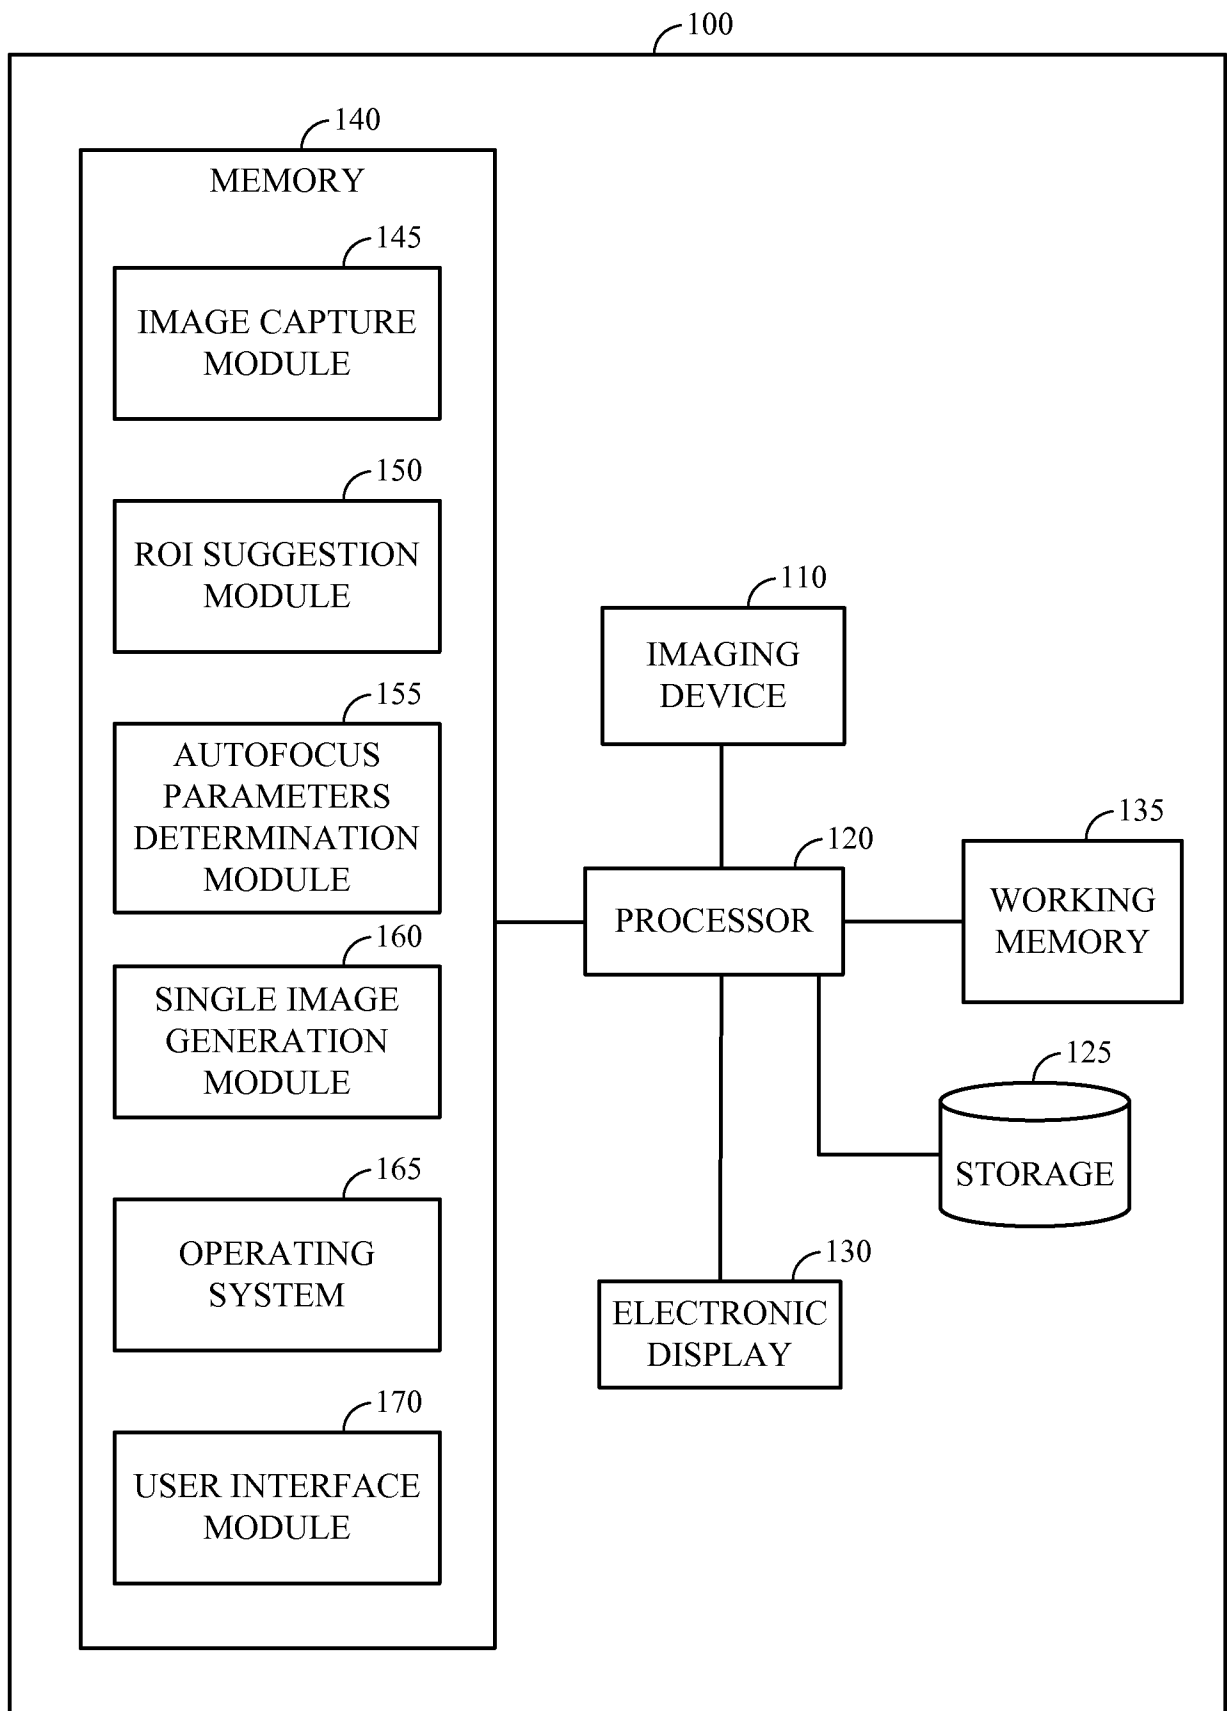 100
140
MEMORY
145
IMAGE CAPTURE
MODULE
150
ROI SUGGESTION
MODULE
155
AUTOFOCUS
PARAMETERS
DETERMINATION
MODULE
160
SINGLE IMAGE
GENERATION
MODULE
165
OPERATING
SYSTEM
170
USER INTERFACE
MODULE
110
IMAGING
DEVICE
120
PROCESSOR
135
WORKING
MEMORY
125
STORAGE
130
ELECTRONIC
DISPLAY